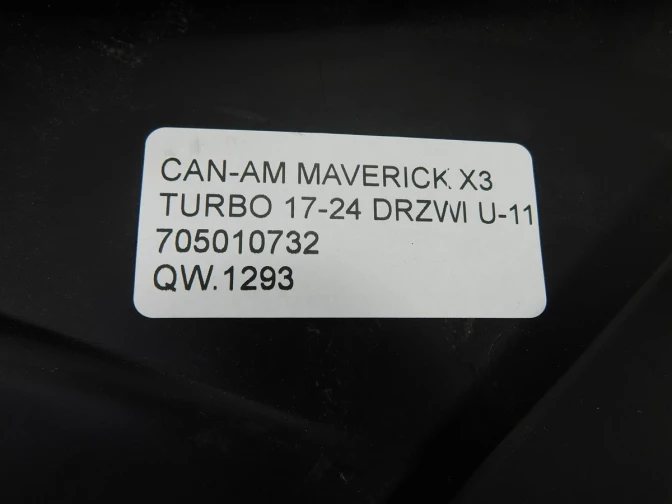 CAN-AM MAVERICK X3
TURBO 17-24 DRZWI U-11
705010732
QW.1293